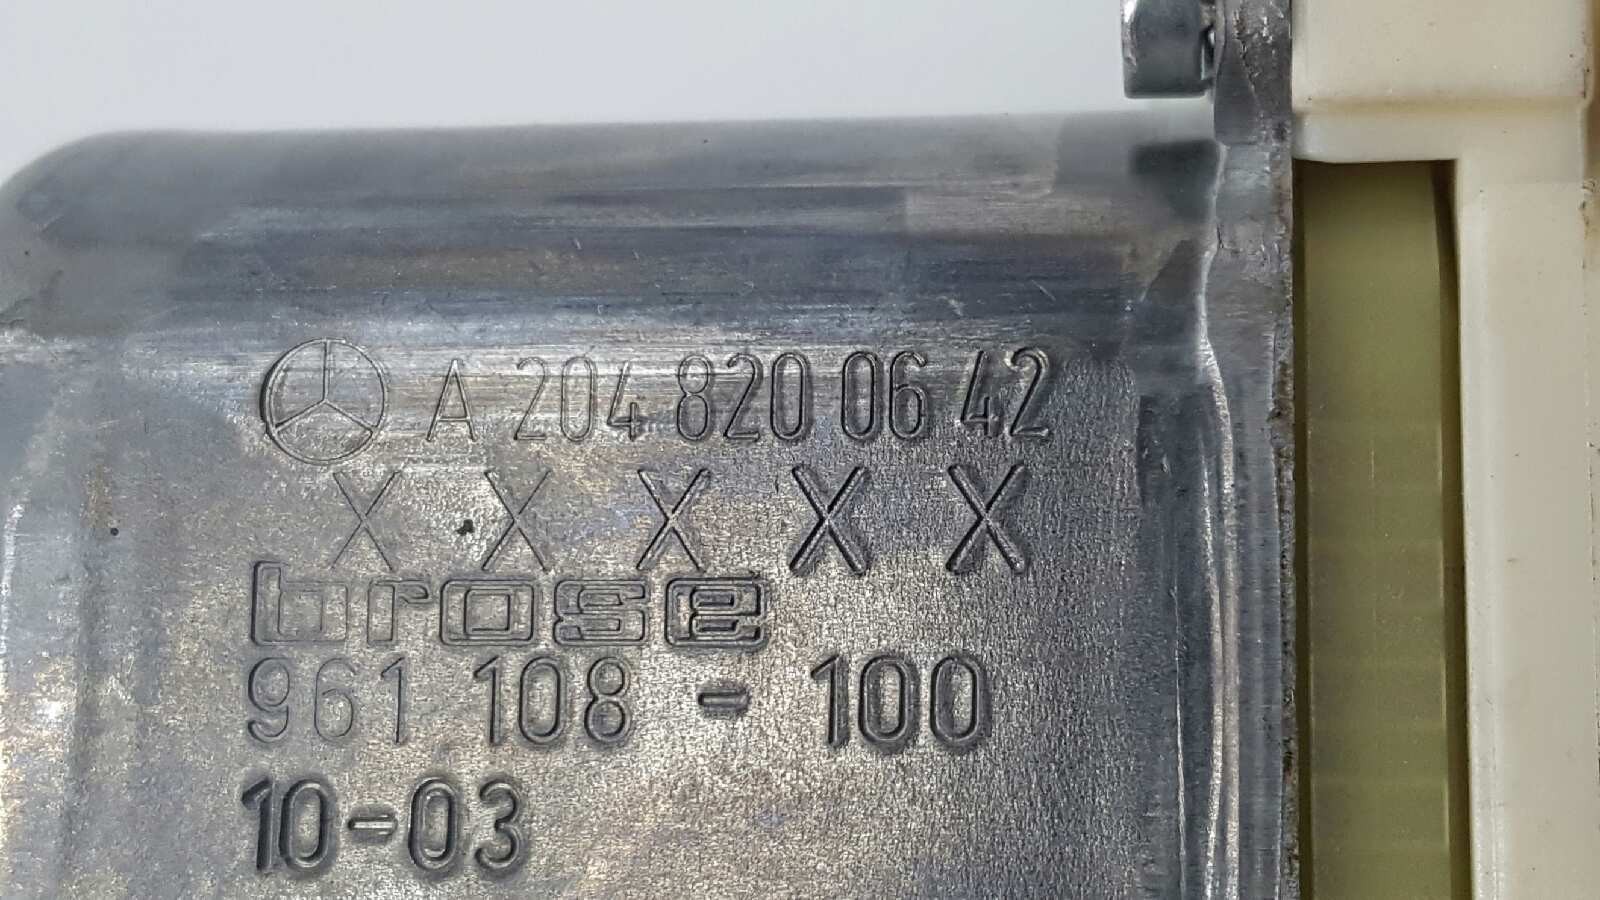 A 204 820 06 42
X X X X X
brose
961 108 - 100
10-03